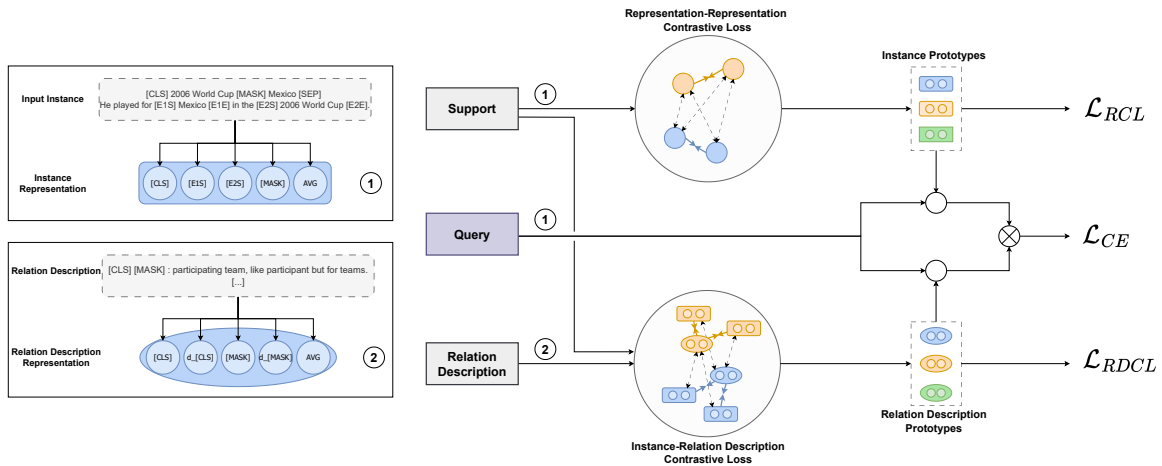 Input Instance
[CLS] 2006 World Cup [MASK] Mexico [SEP]
He played for [E1S] Mexico [E1E] in the [E2S] 2006 World Cup [E2E].
Instance
Representation
[CLS]
[E1S]
[E2S]
[MASK]
AVG
1
Relation Description
[CLS] [MASK] : participating team, like participant but for teams.
[...]
Relation Description
Representation
[CLS]
d_[CLS]
[MASK]
d_[MASK]
AVG
2
Representation-Representation
Contrastive Loss
Instance Prototypes
Support
1
ℒ_RCL
Query
1
ℒ_CE
Relation
Description
2
ℒ_RDCL
Instance-Relation Description
Contrastive Loss
Relation Description
Prototypes